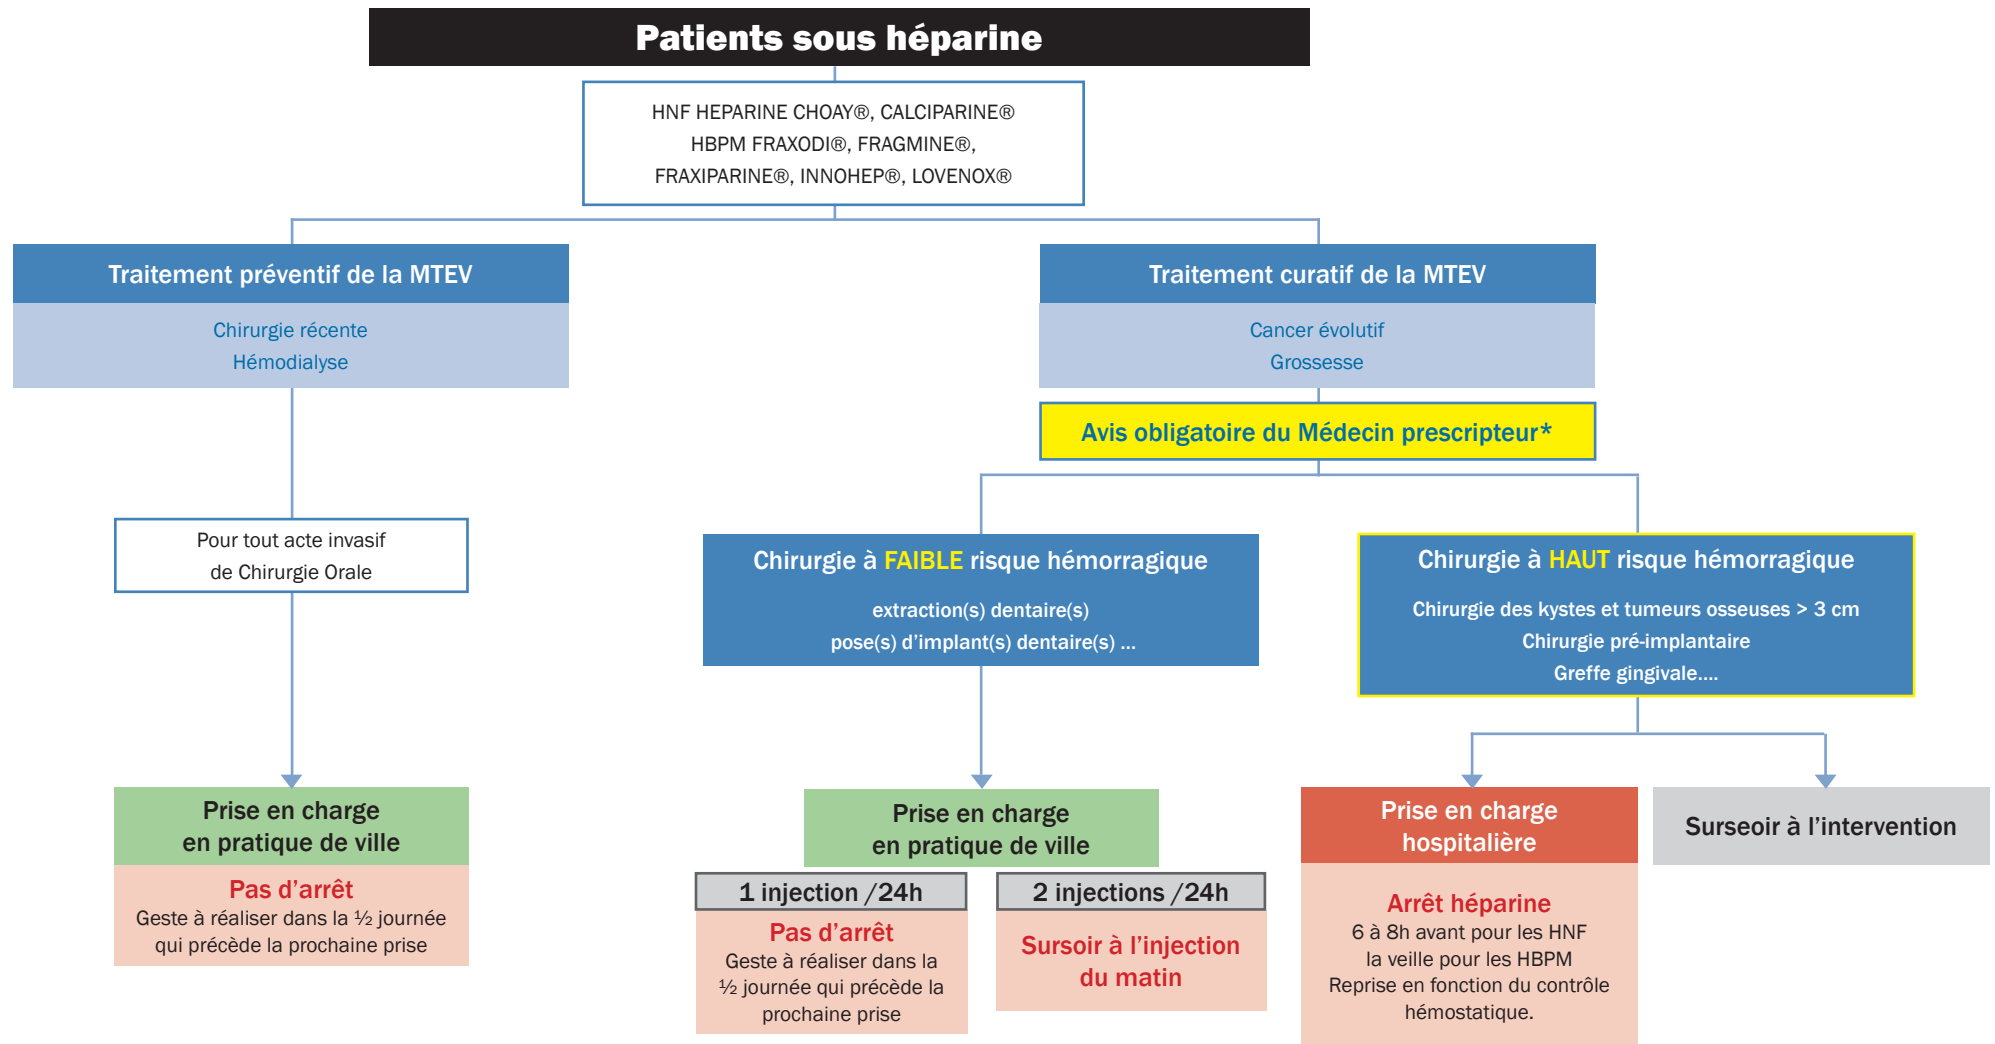 Patients sous héparine
HNF HEPARINE CHOAY®, CALCIPARINE®
HBPM FRAXODI®, FRAGMINE®,
FRAXIPARINE®, INNOHEP®, LOVENOX®
Traitement préventif de la MTEV
Chirurgie récente
Hémodialyse
Pour tout acte invasif
de Chirurgie Orale
Prise en charge
en pratique de ville
Pas d’arrêt
Geste à réaliser dans la ½ journée
qui précède la prochaine prise
Traitement curatif de la MTEV
Cancer évolutif
Grossesse
Avis obligatoire du Médecin prescripteur*
Chirurgie à FAIBLE risque hémorragique
extraction(s) dentaire(s)
pose(s) d’implant(s) dentaire(s) ...
Prise en charge
en pratique de ville
1 injection /24h
Pas d’arrêt
Geste à réaliser dans la
½ journée qui précède la
prochaine prise
2 injections /24h
Sursoir à l’injection
du matin
Chirurgie à HAUT risque hémorragique
Chirurgie des kystes et tumeurs osseuses > 3 cm
Chirurgie pré-implantaire
Greffe gingivale....
Prise en charge
hospitalière
Arrêt héparine
6 à 8h avant pour les HNF
la veille pour les HBPM
Reprise en fonction du contrôle
hémostatique.
Surseoir à l’intervention